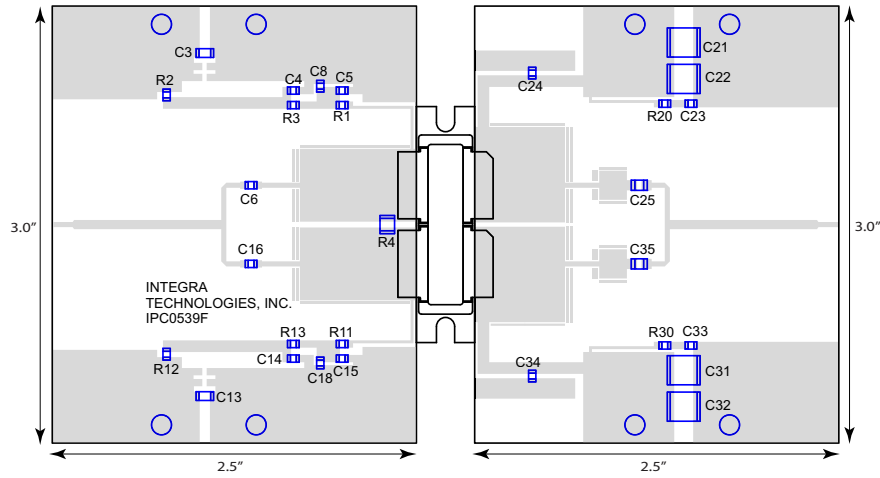 C3
C21
C22
R2
C4
C8
C5
C24
R3
R1
R20
C23
C6
C25
3.0"
R4
3.0"
C16
C35
INTEGRA
TECHNOLOGIES, INC.
IPC0539F
R13
R11
R30
C33
R12
C14
C18
C15
C34
C31
C13
C32
2.5"
2.5"